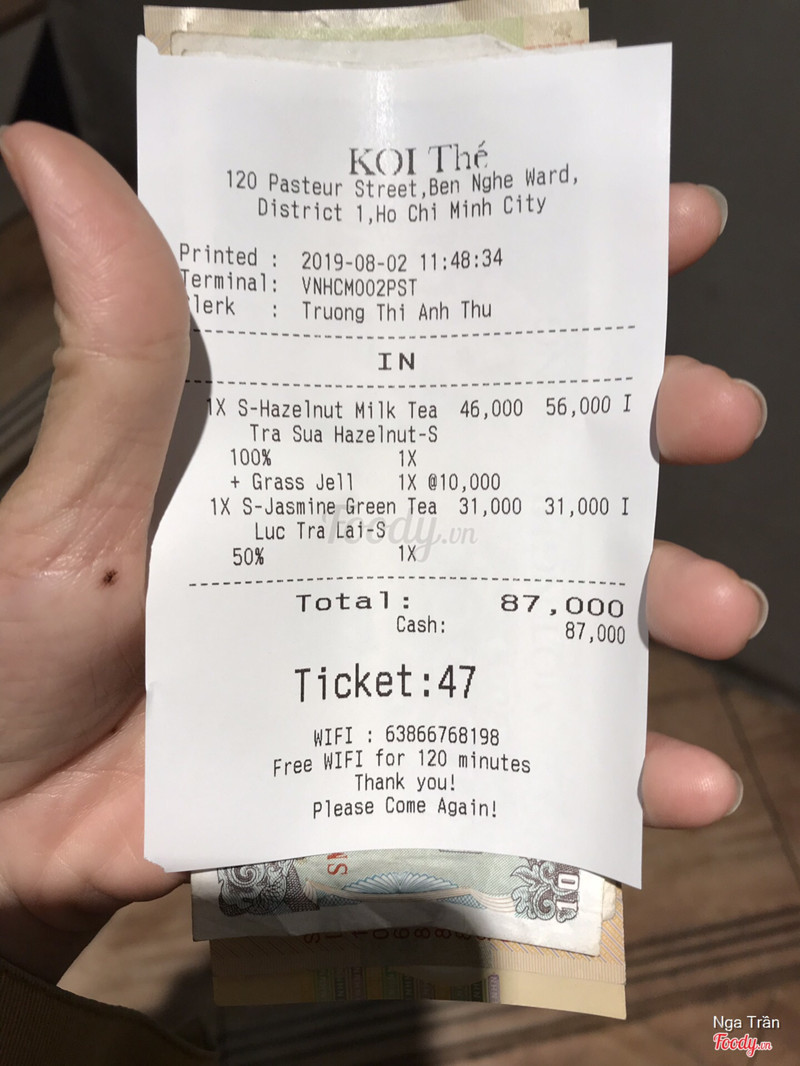 KOI Thé
120 Pasteur Street,Ben Nghe Ward,
District 1,Ho Chi Minh City
Printed : 2019-08-02 11:48:34
Terminal: VNHCM002PST
lerk : Truong Thi Anh Thu
IN
1X S-Hazelnut Milk Tea 46,000 56,000 I
Tra Sua Hazelnut-S
100% 1X
+ Grass Jell 1X @10,000
1X S-Jasmine Green Tea 31,000 31,000 I
Luc Tra Lai-S
50% 1X
Foody.vn
Total: 87,000
Cash: 87,000
Ticket:47
WIFI : 63866768198
Free WIFI for 120 minutes
Thank you!
Please Come Again!
Nga Trần
Foody.vn